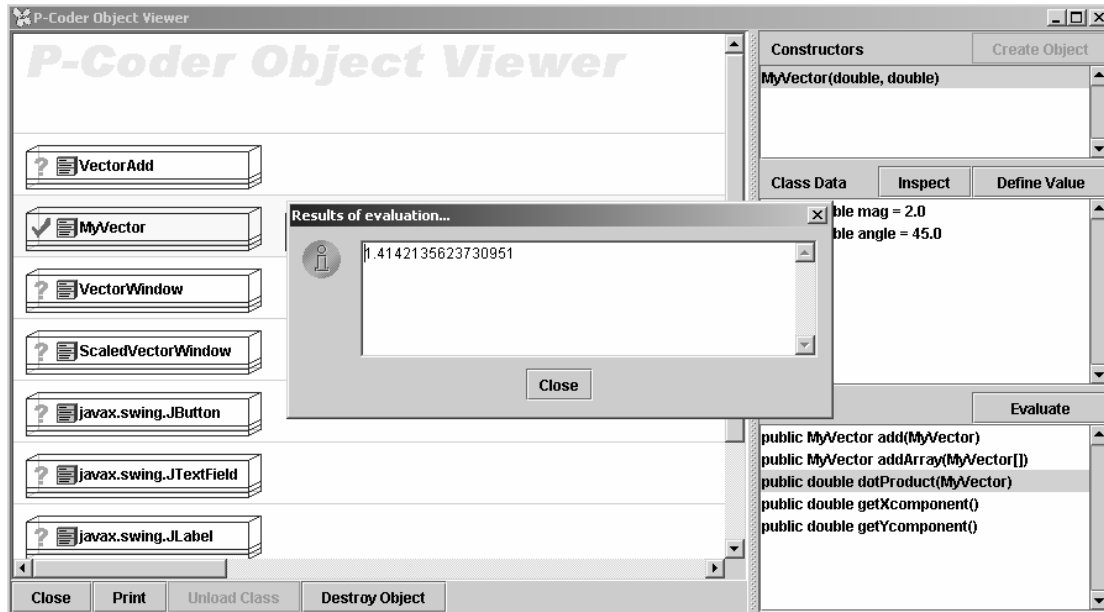 P-Coder Object Viewer
P-Coder Object Viewer
VectorAdd
MyVector
VectorWindow
ScaledVectorWindow
javax.swing.JButton
javax.swing.JTextField
javax.swing.JLabel
Close Print Unload Class Destroy Object
Results of evaluation...
1.4142135623730951
Close
Constructors Create Object
MyVector(double, double)
Class Data Inspect Define Value
ble mag = 2.0
ble angle = 45.0
Evaluate
public MyVector add(MyVector)
public MyVector addArray(MyVector[])
public double dotProduct(MyVector)
public double getXcomponent()
public double getYcomponent()